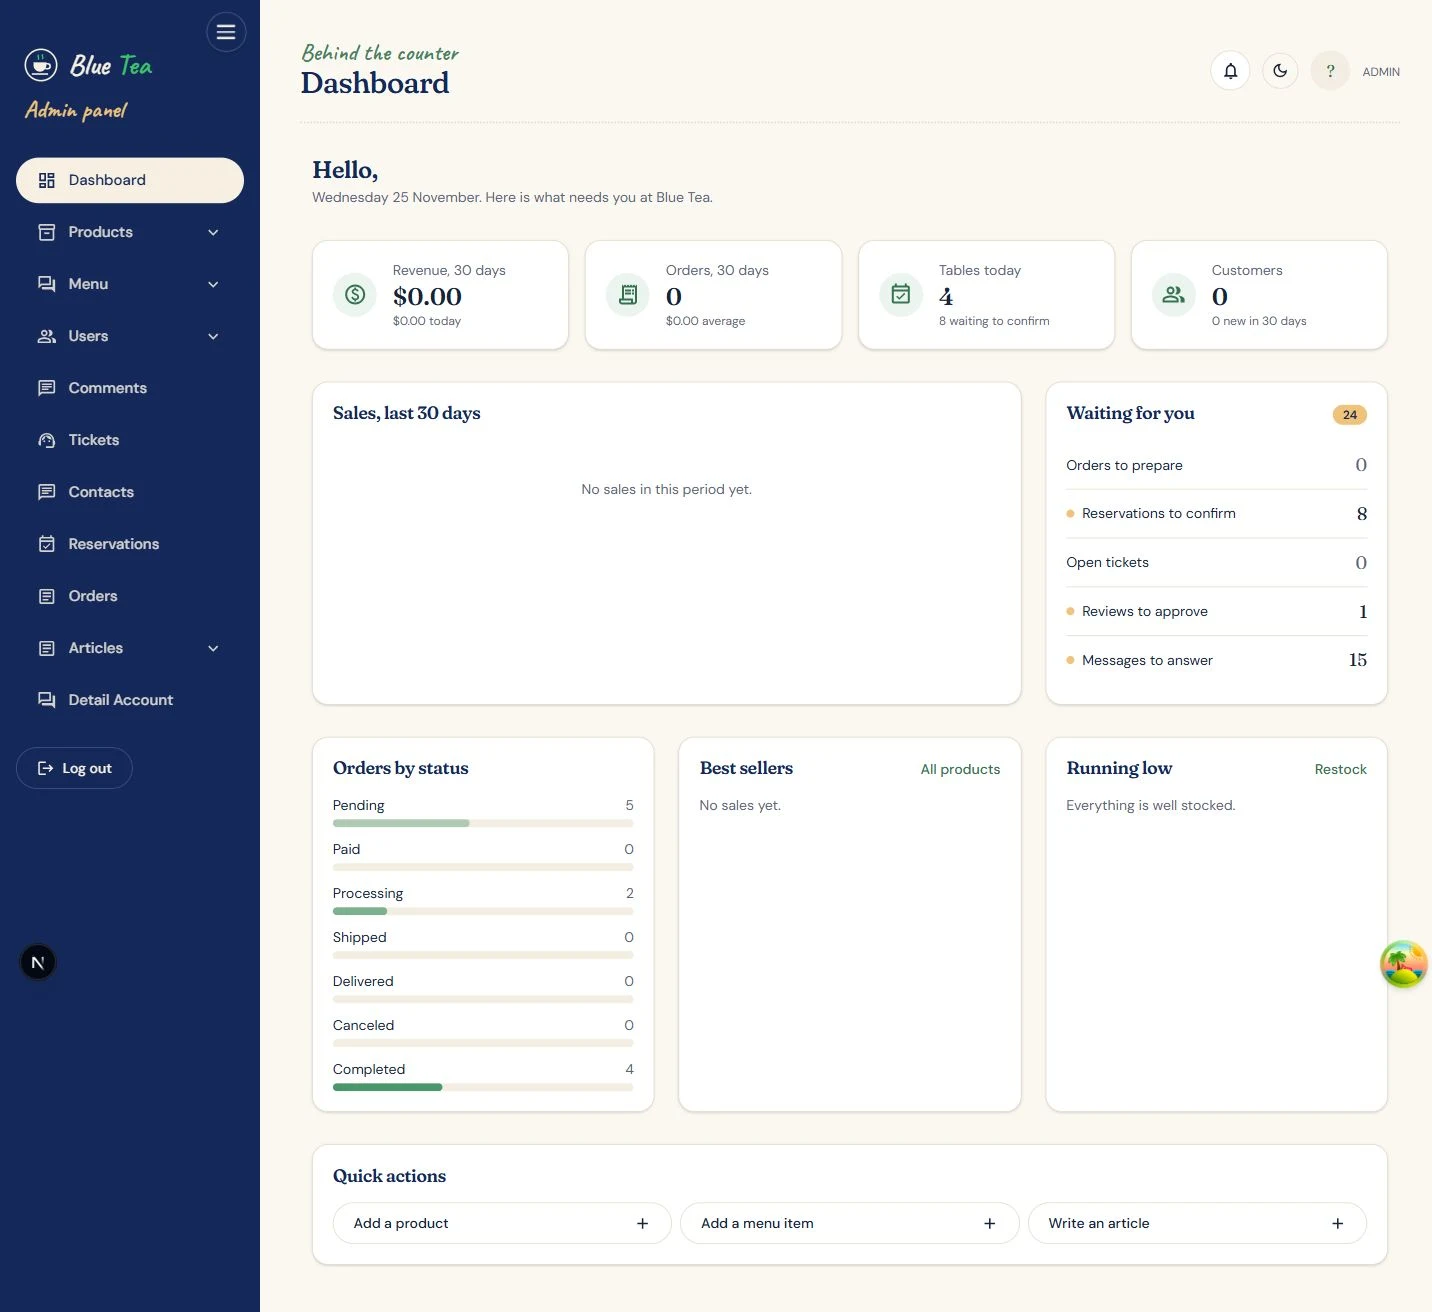 Blue Tea
Admin panel
Dashboard
Products
Menu
Users
Comments
Tickets
Contacts
Reservations
Orders
Articles
Detail Account
Log out
N
Behind the counter
Dashboard
?
ADMIN
Hello,
Wednesday 25 November. Here is what needs you at Blue Tea.
Revenue, 30 days
$0.00
$0.00 today
Orders, 30 days
0
$0.00 average
Tables today
4
8 waiting to confirm
Customers
0
0 new in 30 days
Sales, last 30 days
No sales in this period yet.
Waiting for you 24
Orders to prepare 0
Reservations to confirm 8
Open tickets 0
Reviews to approve 1
Messages to answer 15
Orders by status
Pending 5
Paid 0
Processing 2
Shipped 0
Delivered 0
Canceled 0
Completed 4
Best sellers All products
No sales yet.
Running low Restock
Everything is well stocked.
Quick actions
Add a product +
Add a menu item +
Write an article +